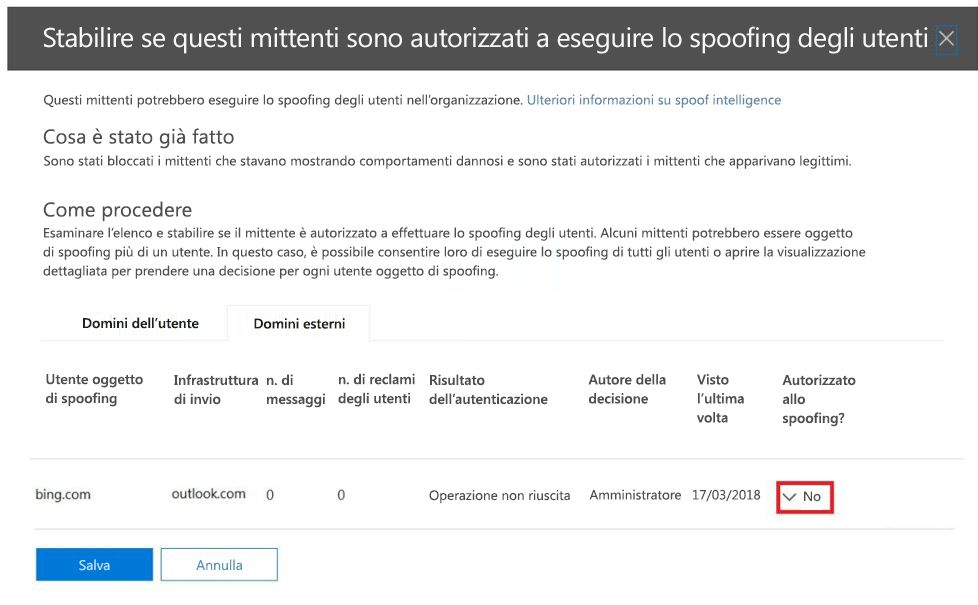 Stabilire se questi mittenti sono autorizzati a eseguire lo spoofing degli utenti
Questi mittenti potrebbero eseguire lo spoofing degli utenti nell'organizzazione. Ulteriori informazioni su spoof intelligence
Cosa è stato già fatto
Sono stati bloccati i mittenti che stavano mostrando comportamenti dannosi e sono stati autorizzati i mittenti che apparivano legittimi.
Come procedere
Esaminare l'elenco e stabilire se il mittente è autorizzato a effettuare lo spoofing degli utenti. Alcuni mittenti potrebbero essere oggetto
di spoofing più di un utente. In questo caso, è possibile consentire loro di eseguire lo spoofing di tutti gli utenti o aprire la visualizzazione
dettagliata per prendere una decisione per ogni utente oggetto di spoofing.
Domini dell'utente Domini esterni
Utente oggetto Infrastruttura n. di n. di reclami Risultato Autore della Visto Autorizzato
di spoofing di invio messaggi degli utenti dell'autenticazione decisione l'ultima allo
volta spoofing?
bing.com outlook.com 0 0 Operazione non riuscita Amministratore 17/03/2018 No
Salva Annulla